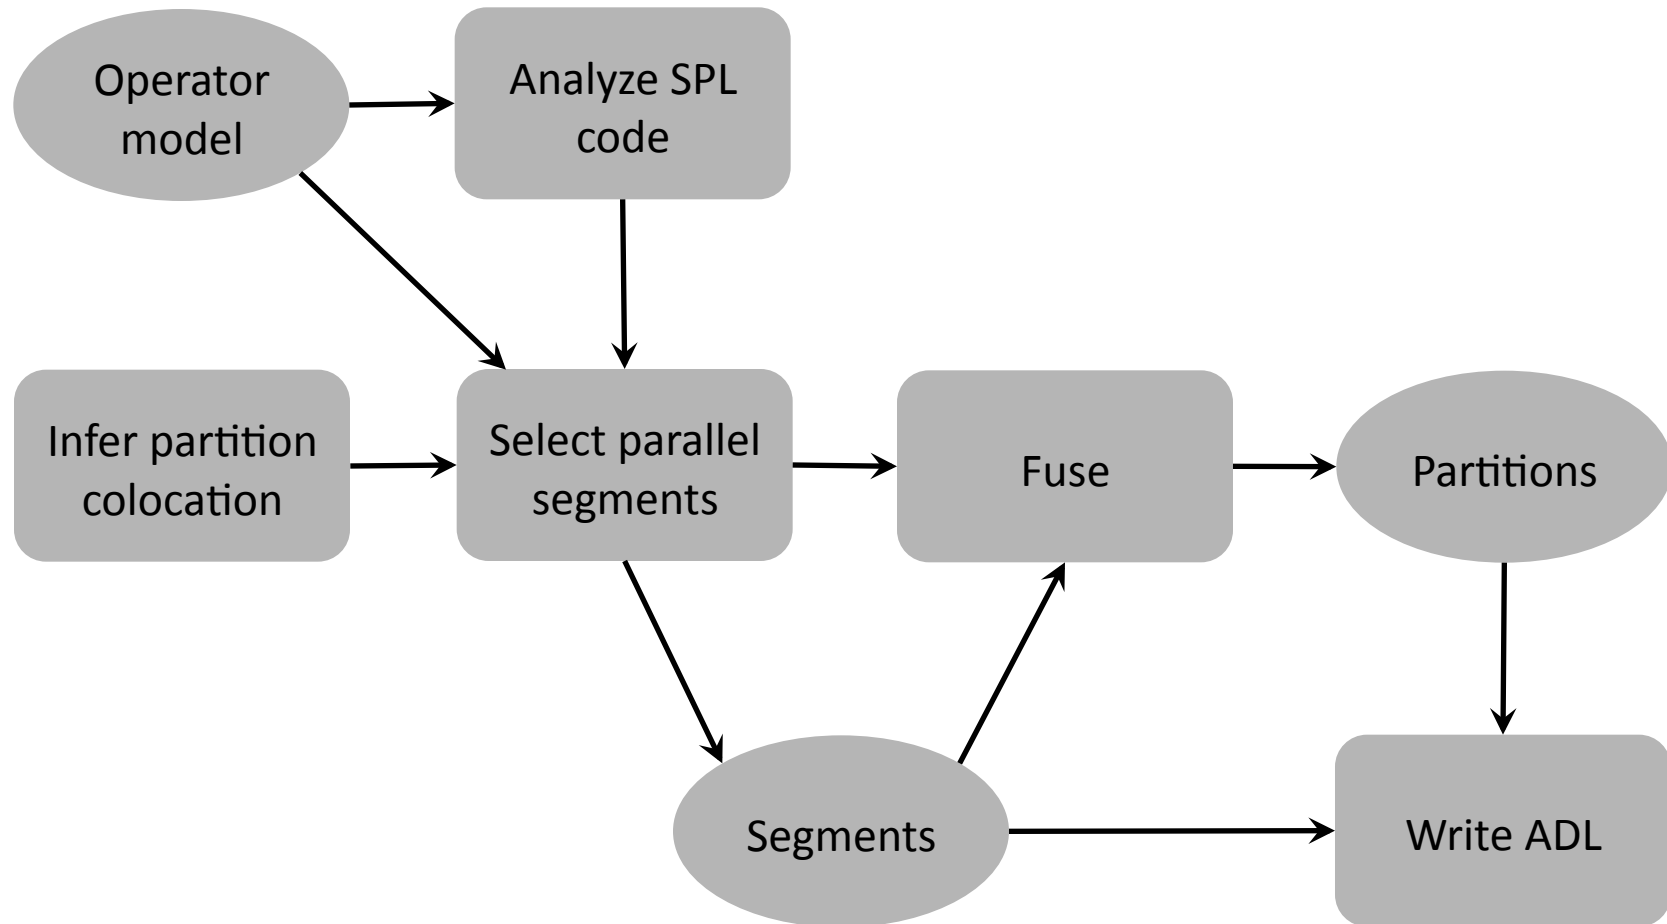 Operator
model
Analyze SPL
code
Infer partition
colocation
Select parallel
segments
Fuse
Partitions
Segments
Write ADL